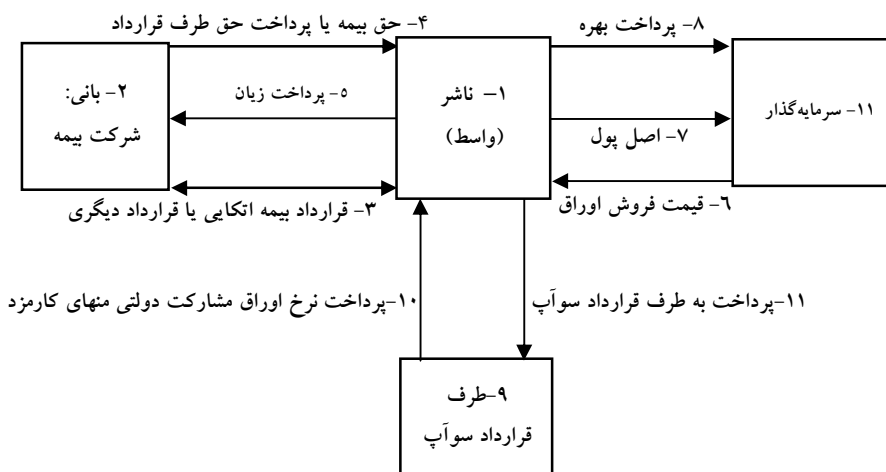 ۴- حق بیمه یا پرداخت حق طرف قرارداد
۸- پرداخت بهره
۲- بانی:
شرکت بیمه
۵- پرداخت زیان
۱- ناشر
(واسط)
۷- اصل پول
۱۱- سرمایه‌گذار
۳- قرارداد بیمه اتکایی یا قرارداد دیگری
۶- قیمت فروش اوراق
۱۰-پرداخت نرخ اوراق مشارکت دولتی منهای کارمزد
۱۱-پرداخت به طرف قرارداد سوآپ
۹-طرف
قرارداد سوآپ